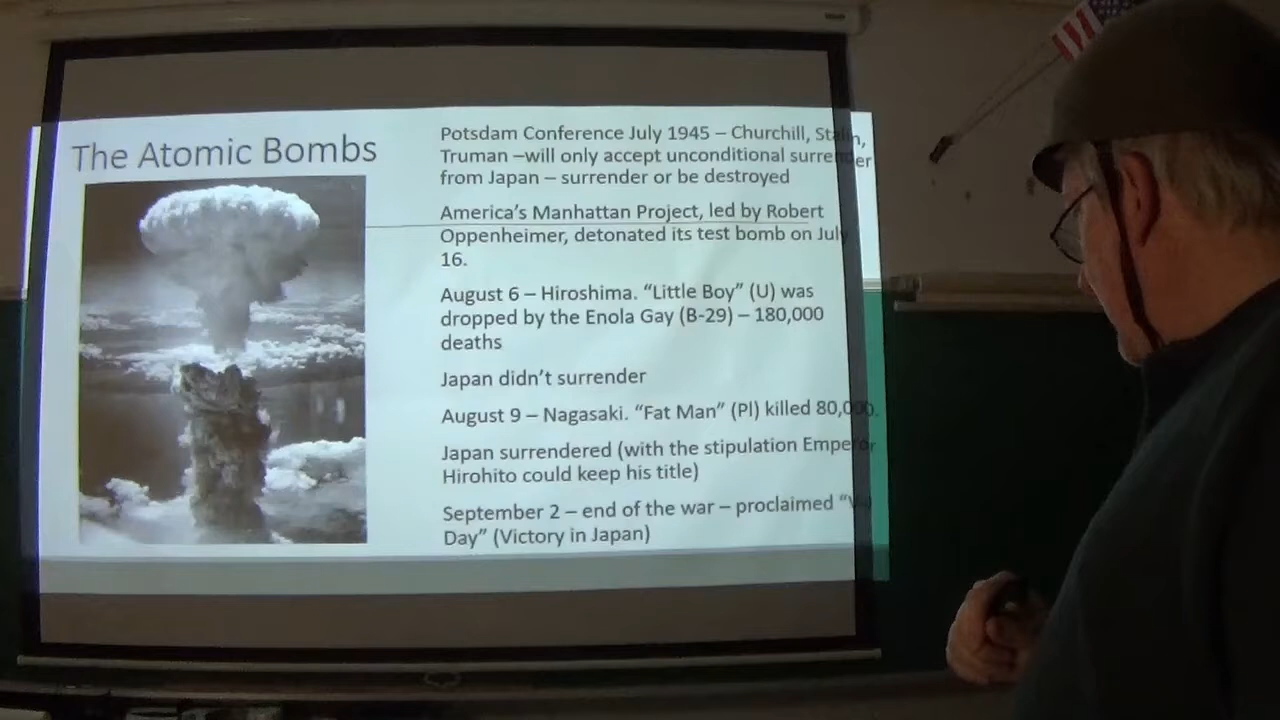 The Atomic Bombs
Potsdam Conference July 1945 – Churchill, Stalin,
Truman –will only accept unconditional surrender
from Japan – surrender or be destroyed
America's Manhattan Project, led by Robert
Oppenheimer, detonated its test bomb on July
16.
August 6 – Hiroshima. "Little Boy" (U) was
dropped by the Enola Gay (B-29) – 180,000
deaths
Japan didn't surrender
August 9 – Nagasaki. "Fat Man" (Pl) killed 80,000.
Japan surrendered (with the stipulation Emperor
Hirohito could keep his title)
September 2 – end of the war – proclaimed "V-J
Day" (Victory in Japan)